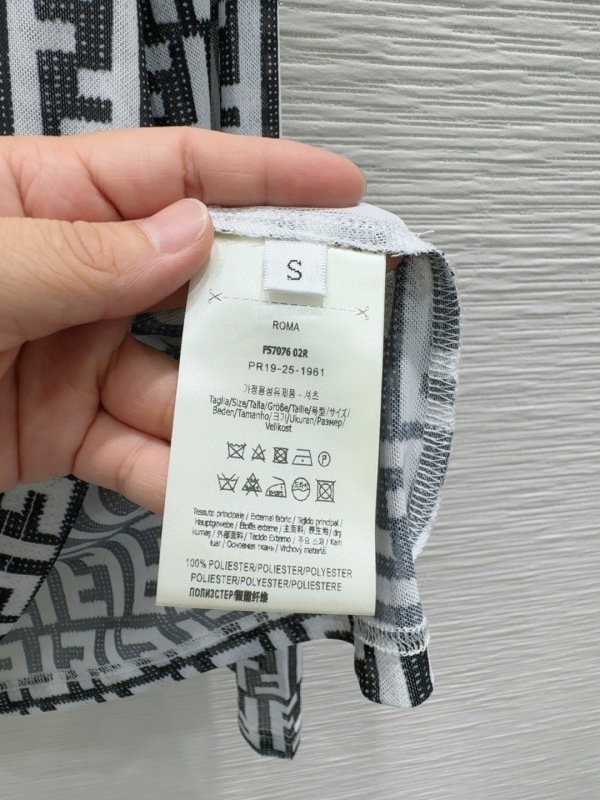 S
ROMA
FS7076 02R
PR19-25-1961
가정용섬유제품 - 셔츠
Taglia/Size/Talla/Größe/Taille/号型/サイズ/
Beden/Tamanho/크기/Ukuran/Размер/
Velikost
P
Tessuto principale / External fabric / Tejido principal
Hauptgewebe / Étoffe externe / 主面料/ 表生地/ dış
kumaş / 外部面料/ Tecido Externo / 주요 소재/ Kain
luar / Основная ткань / Vrchový materiál
100% POLIESTER/POLIESTER/POLYESTER
POLIESTER/POLYESTER/POLIESTERE
ПОЛИЭСТЕР/聚酯纤维